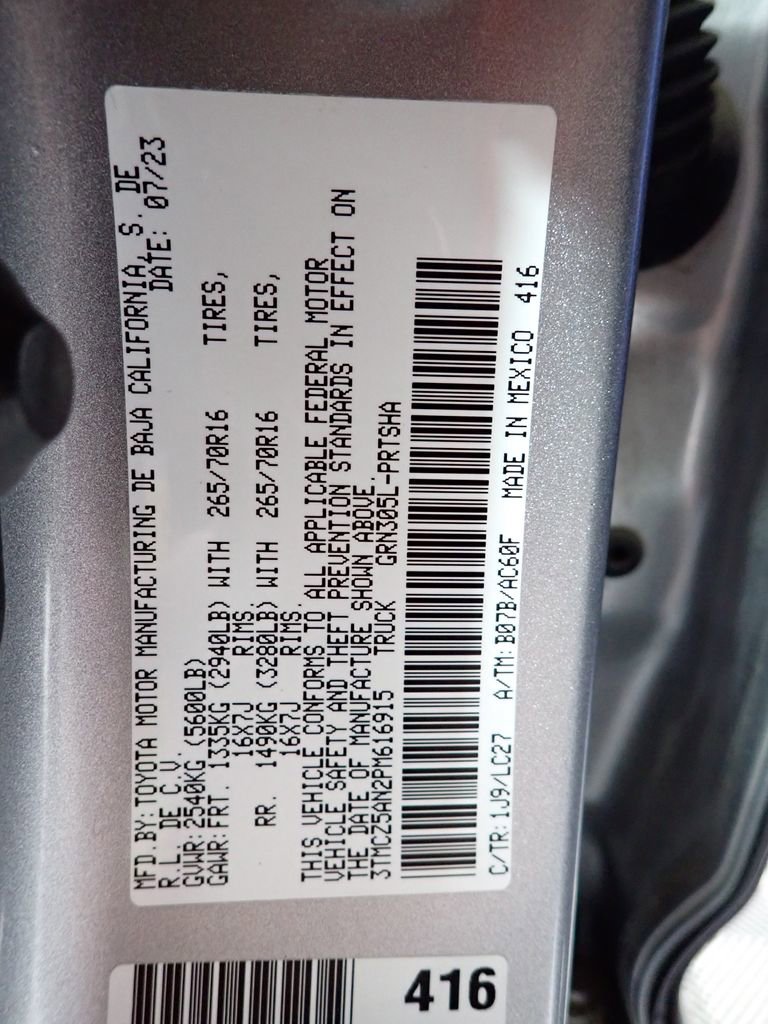 MFD.BY:TOYOTA MOTOR MANUFACTURING DE BAJA CALIFORNIA, S. DE
R.L. DE C.V. DATE: 07/23
GVWR:2540KG (5600LB)
GAWR:FRT. 1335KG (2940LB) WITH 265/70R16 TIRES,
16X7J RIMS.
RR. 1490KG (3280LB) WITH 265/70R16 TIRES,
16X7J RIMS.
THIS VEHICLE CONFORMS TO ALL APPLICABLE FEDERAL MOTOR
VEHICLE SAFETY AND THEFT PREVENTION STANDARDS IN EFFECT ON
THE DATE OF MANUFACTURE SHOWN ABOVE.
3TMCZ5AN2PM616915 TRUCK GRN305L-PRTSHA
C/TR:1J9/LC27 A/TM:B07B/AC60F MADE IN MEXICO 416
416